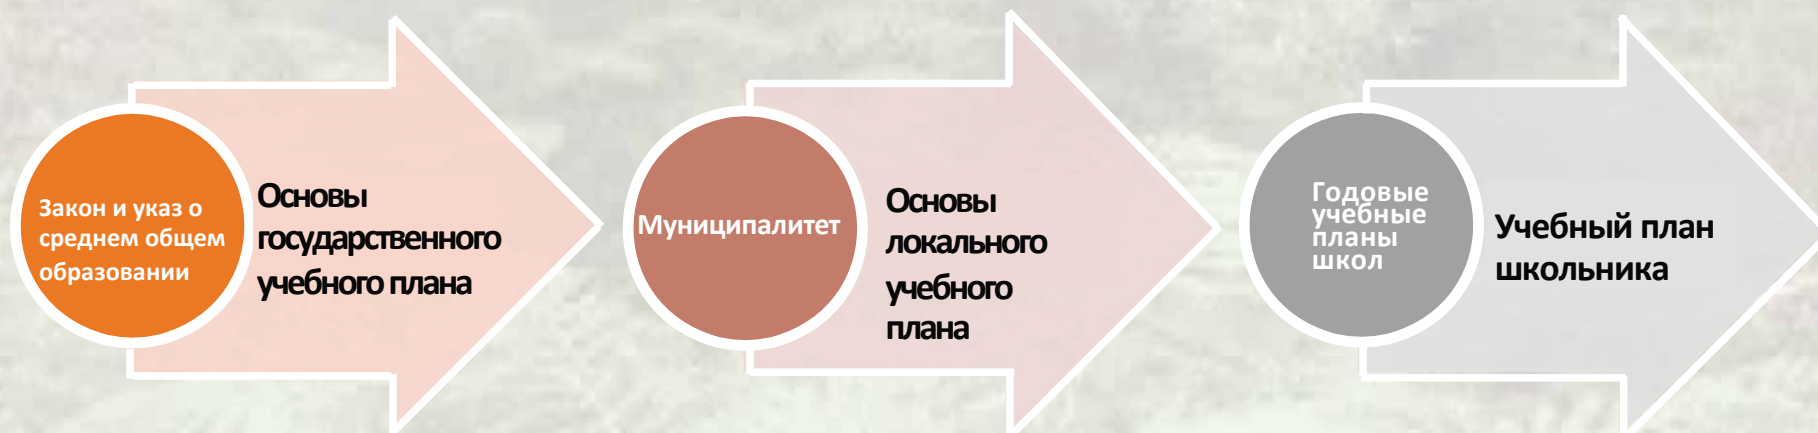 Закон и указ о
среднем общем
образовании
Основы
государственного
учебного плана
Муниципалитет
Основы
локального
учебного
плана
Годовые
учебные
планы
школ
Учебный план
школьника